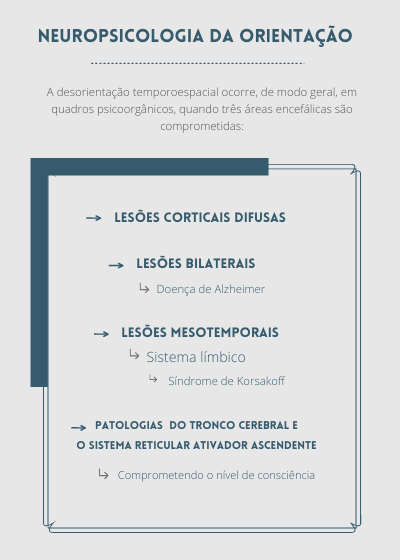 NEUROPSICOLOGIA DA ORIENTAÇÃO
A desorientação temporoespacial ocorre, de modo geral, em
quadros psicoorgânicos, quando três áreas encefálicas são
comprometidas:
→ LESÕES CORTICAIS DIFUSAS
→ LESÕES BILATERAIS
↳ Doença de Alzheimer
→ LESÕES MESOTEMPORAIS
↳ Sistema límbico
↳ Síndrome de Korsakoff
→ PATOLOGIAS DO TRONCO CEREBRAL E
O SISTEMA RETICULAR ATIVADOR ASCENDENTE
↳ Comprometendo o nível de consciência